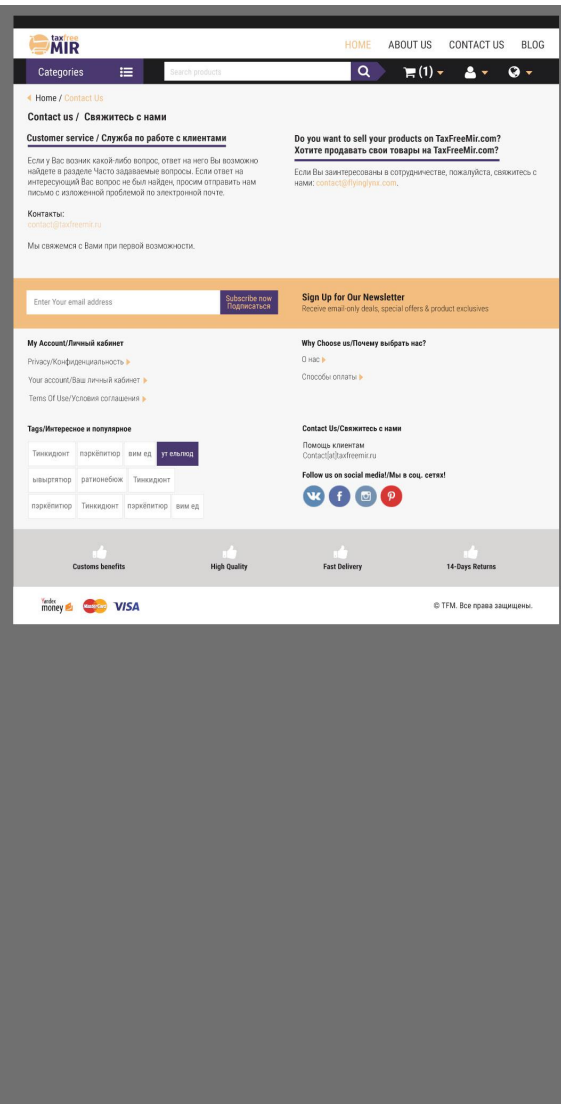 taxfree
MIR
HOME ABOUT US CONTACT US BLOG
Categories
Search products
(1)
Home / Contact Us
Contact us / Свяжитесь с нами
Customer service / Служба по работе с клиентами
Если у Вас возник какой-либо вопрос, ответ на него Вы возможно
найдете в разделе Часто задаваемые вопросы. Если ответ на
интересующий Вас вопрос не был найден, просим отправить нам
письмо с изложенной проблемой по электронной почте.
Контакты:
contact@taxfreemir.ru
Мы свяжемся с Вами при первой возможности.
Do you want to sell your products on TaxFreeMir.com?
Хотите продавать свои товары на TaxFreeMir.com?
Если Вы заинтересованы в сотрудничестве, пожалуйста, свяжитесь с
нами: contact@flyinglynx.com.
Enter Your email address
Subscribe now
Подписаться
Sign Up for Our Newsletter
Receive email-only deals, special offers & product exclusives
My Account/Личный кабинет
Privacy/Конфиденциальность
Your account/Ваш личный кабинет
Tems Of Use/Условия соглашения
Why Choose us/Почему выбрать нас?
О нас
Способы оплаты
Tags/Интересное и популярное
Тинкидюнт пэркёпитюр вим ед ут ельпюд
ывыртятюр ратионебюж Тинкидюнт
пэркёпитюр Тинкидюнт пэркёпитюр вим ед
Contact Us/Свяжитесь с нами
Помощь клиентам
Contact[at]taxfreemir.ru
Follow us on social media!/Мы в соц. сетях!
Customs benefits High Quality Fast Delivery 14-Days Returns
Yandex
money MasterCard VISA
© TFM. Все права защищены.